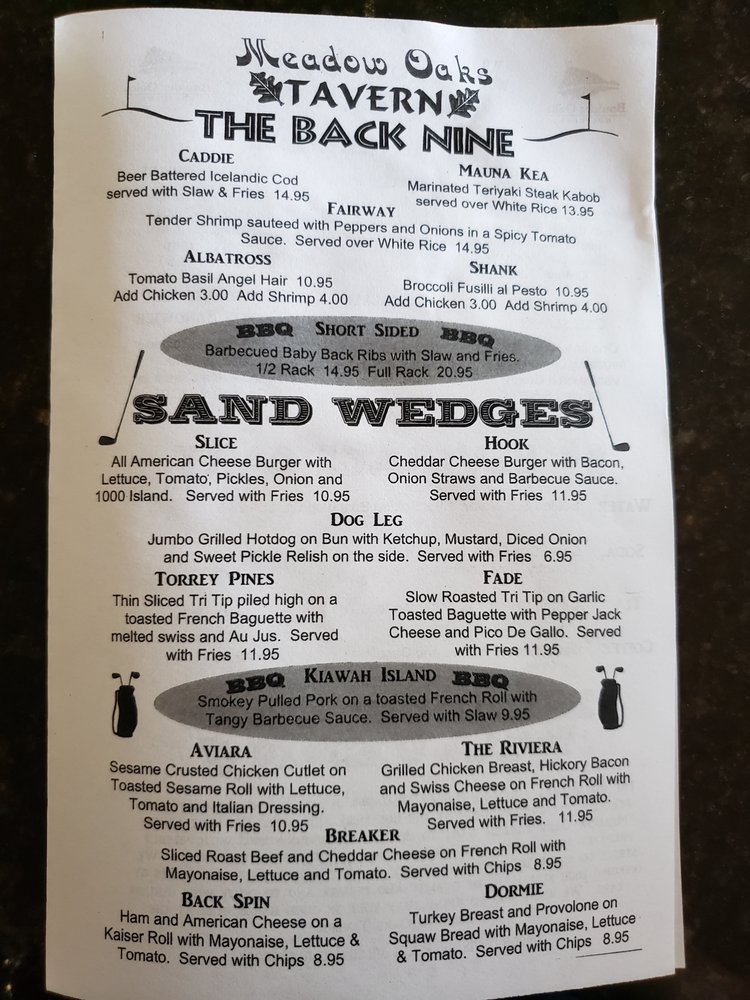 Meadow Oaks
TAVERN
THE BACK NINE
CADDIE
Beer Battered Icelandic Cod
served with Slaw & Fries 14.95
MAUNA KEA
Marinated Teriyaki Steak Kabob
served over White Rice 13.95
FAIRWAY
Tender Shrimp sauteed with Peppers and Onions in a Spicy Tomato
Sauce. Served over White Rice 14.95
ALBATROSS
Tomato Basil Angel Hair 10.95
Add Chicken 3.00 Add Shrimp 4.00
SHANK
Broccoli Fusilli al Pesto 10.95
Add Chicken 3.00 Add Shrimp 4.00
BBQ SHORT SIDED BBQ
Barbecued Baby Back Ribs with Slaw and Fries.
1/2 Rack 14.95 Full Rack 20.95
SAND WEDGES
SLICE
All American Cheese Burger with
Lettuce, Tomato, Pickles, Onion and
1000 Island. Served with Fries 10.95
HOOK
Cheddar Cheese Burger with Bacon,
Onion Straws and Barbecue Sauce.
Served with Fries 11.95
DOG LEG
Jumbo Grilled Hotdog on Bun with Ketchup, Mustard, Diced Onion
and Sweet Pickle Relish on the side. Served with Fries 6.95
TORREY PINES
Thin Sliced Tri Tip piled high on a
toasted French Baguette with
melted swiss and Au Jus. Served
with Fries 11.95
FADE
Slow Roasted Tri Tip on Garlic
Toasted Baguette with Pepper Jack
Cheese and Pico De Gallo. Served
with Fries 11.95
BBQ KIAWAH ISLAND BBQ
Smokey Pulled Pork on a toasted French Roll with
Tangy Barbecue Sauce. Served with Slaw 9.95
AVIARA
Sesame Crusted Chicken Cutlet on
Toasted Sesame Roll with Lettuce,
Tomato and Italian Dressing.
Served with Fries 10.95
THE RIVIERA
Grilled Chicken Breast, Hickory Bacon
and Swiss Cheese on French Roll with
Mayonaise, Lettuce and Tomato.
Served with Fries. 11.95
BREAKER
Sliced Roast Beef and Cheddar Cheese on French Roll with
Mayonaise, Lettuce and Tomato. Served with Chips 8.95
BACK SPIN
Ham and American Cheese on a
Kaiser Roll with Mayonaise, Lettuce &
Tomato. Served with Chips 8.95
DORMIE
Turkey Breast and Provolone on
Squaw Bread with Mayonaise, Lettuce
& Tomato. Served with Chips 8.95